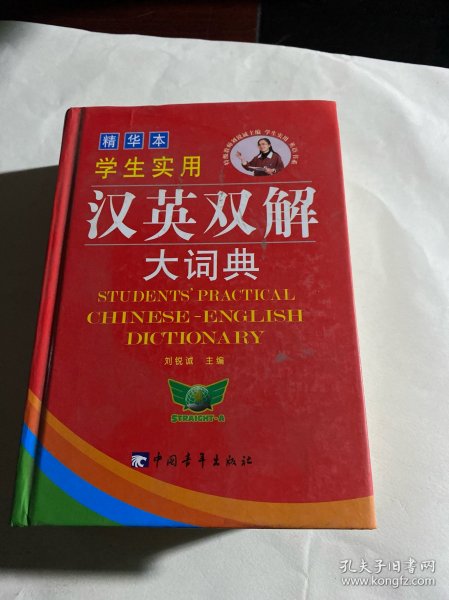 精华本
学生实用
汉英双解
大词典
STUDENTS' PRACTICAL
CHINESE-ENGLISH
DICTIONARY
刘锐诚 主编
STRAIGHT-A
中国青年出版社
孔夫子旧书网
www.kongfz.com